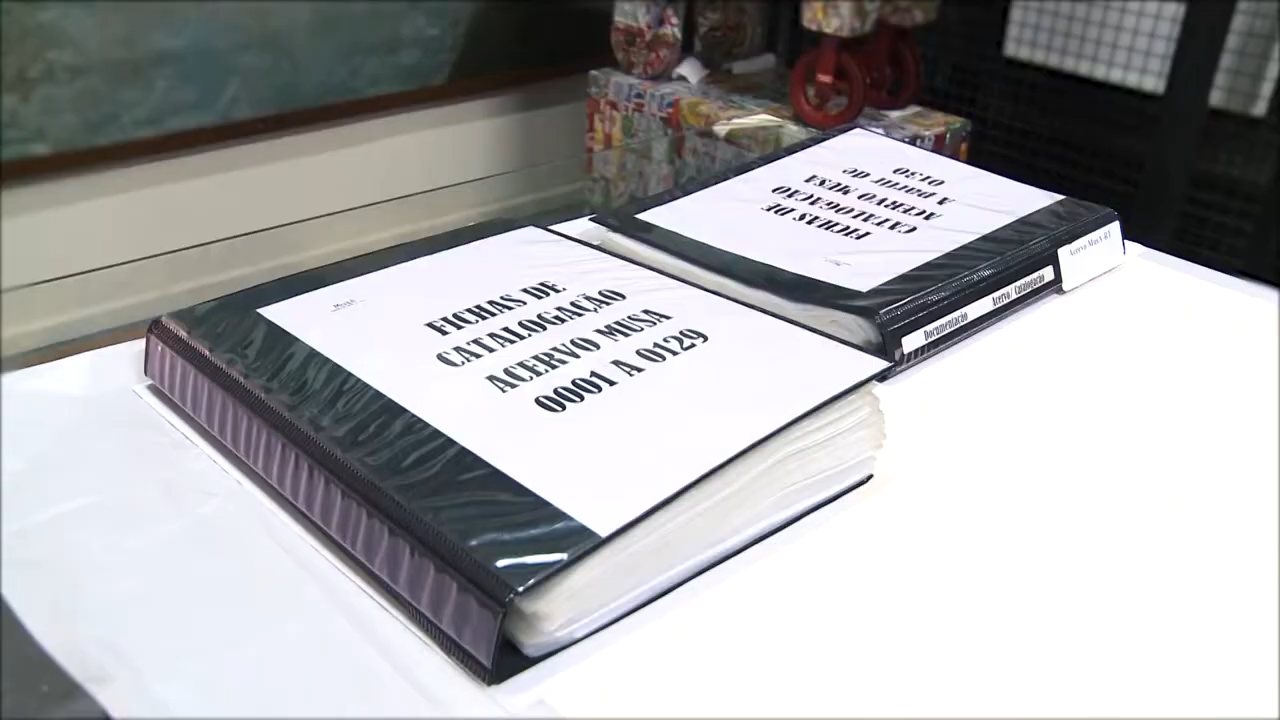 FICHAS DE
CATALOGAÇÃO
ACERVO MUSA
0001 A 0129
FICHAS DE
CATALOGAÇÃO
ACERVO MUSA
A partir de
0130
Documentação
Acervo / Catalogação